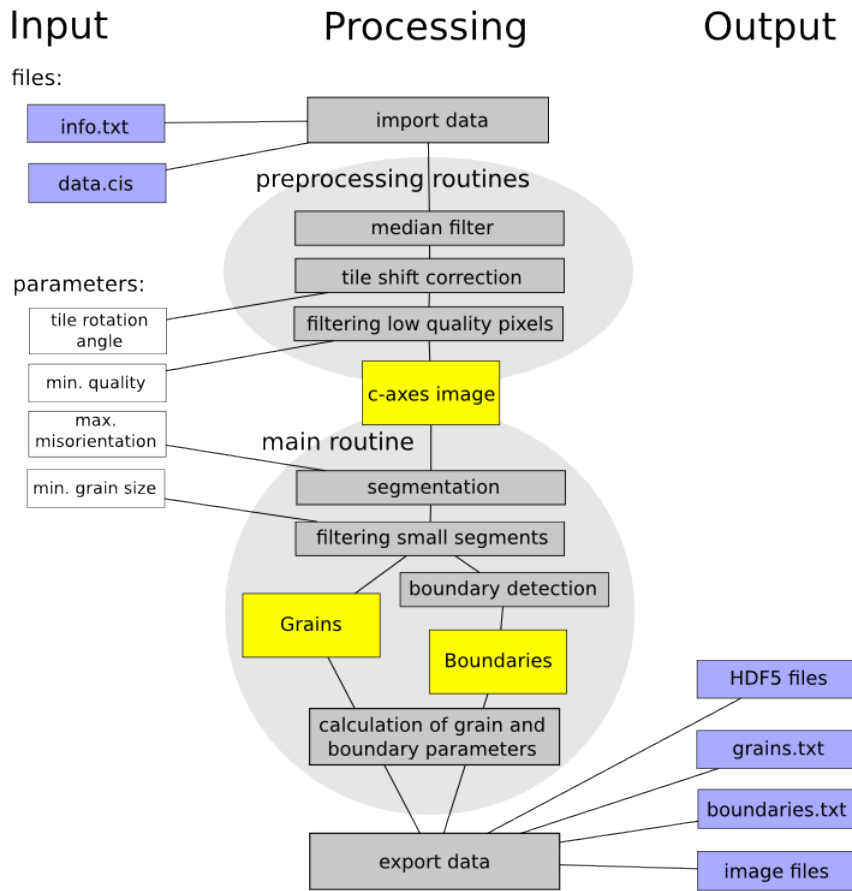 Input
Processing
Output
files:
info.txt
import data
data.cis
preprocessing routines
median filter
tile shift correction
parameters:
tile rotation
angle
filtering low quality pixels
min. quality
c-axes image
max.
misorientation
main routine
min. grain size
segmentation
filtering small segments
boundary detection
Grains
Boundaries
HDF5 files
calculation of grain and
boundary parameters
grains.txt
boundaries.txt
export data
image files